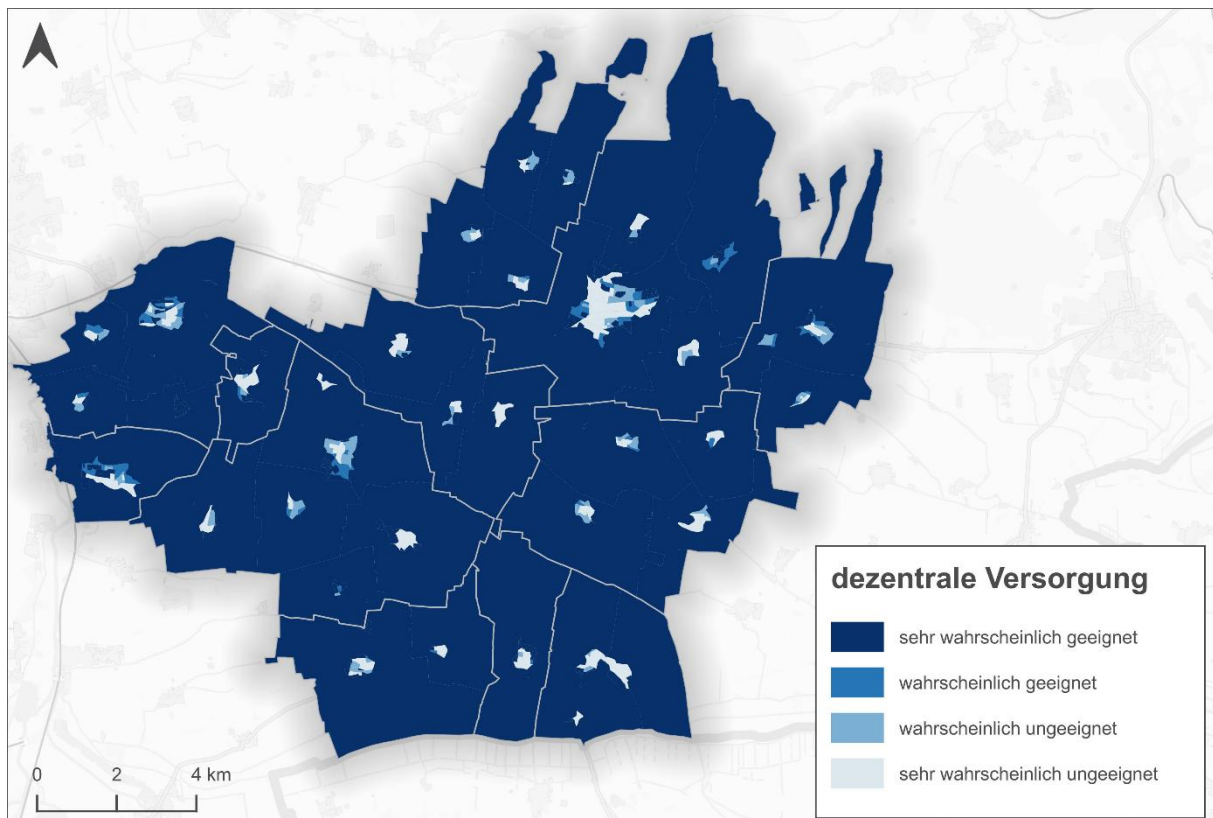 dezentrale Versorgung
sehr wahrscheinlich geeignet
wahrscheinlich geeignet
wahrscheinlich ungeeignet
sehr wahrscheinlich ungeeignet
0 2 4 km